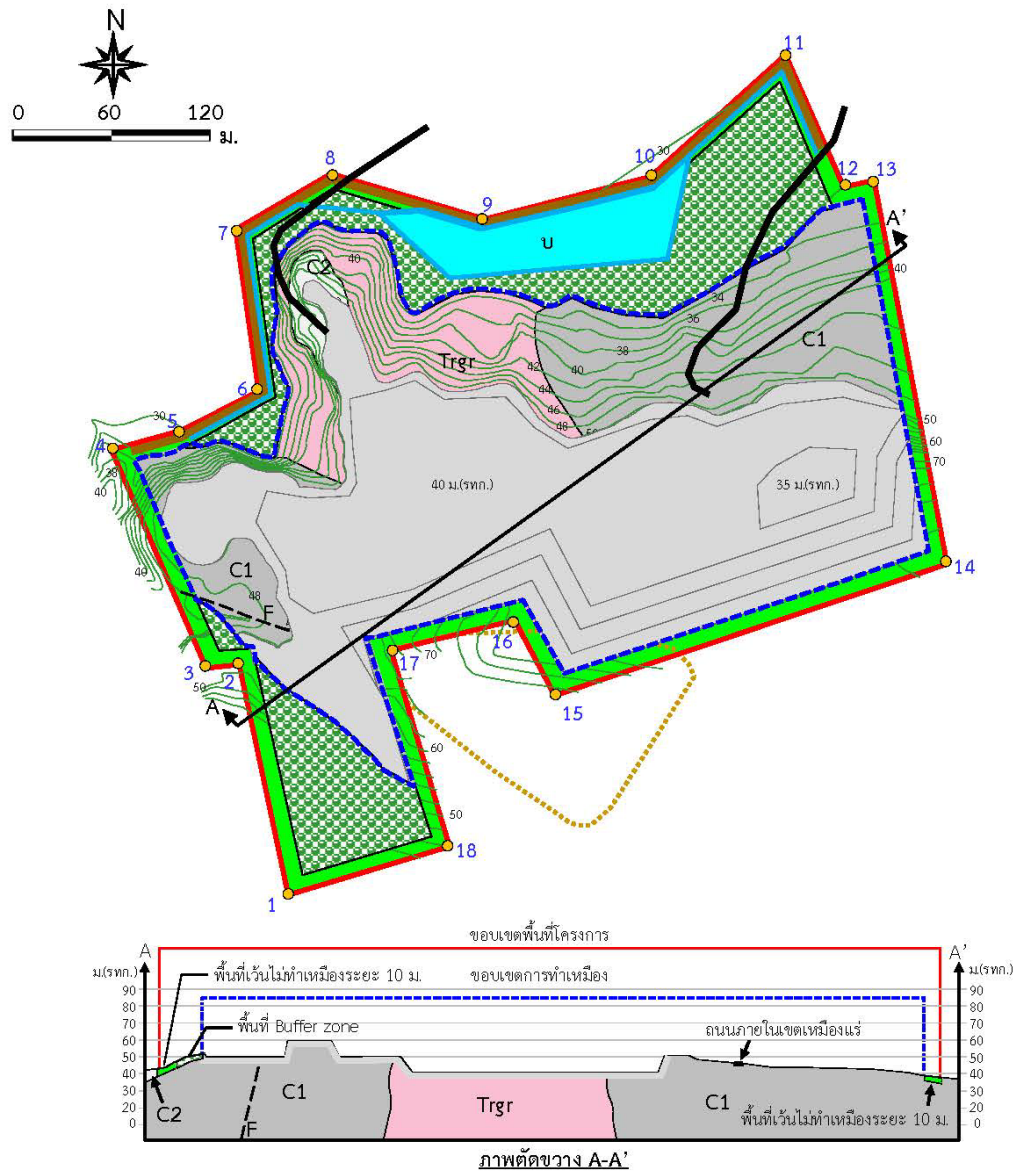 N
0 60 120
ม.
11
8
10 30
12 13
9
7
บ
A'
C2 40
40
34
36
Trgr
C1
38
42
40
44
6
46
48
50
30 5
4
50
60
70
38
40
40 ม.(รทก.)
35 ม.(รทก.)
C1
14
40
48
F
16
17 70
3 2
50
15
A
60
50
18
1
ขอบเขตพื้นที่โครงการ
A A'
ม.(รทก.) พื้นที่เว้นไม่ทำเหมืองระยะ 10 ม. ขอบเขตการทำเหมือง ม.(รทก.)
90 90
80 80
70 พื้นที่ Buffer zone ถนนภายในเขตเหมืองแร่ 70
60 60
50 50
40 40
30 30
20 20
0 0
C2 C1 Trgr C1
F
พื้นที่เว้นไม่ทำเหมืองระยะ 10 ม.
ภาพตัดขวาง A-A'